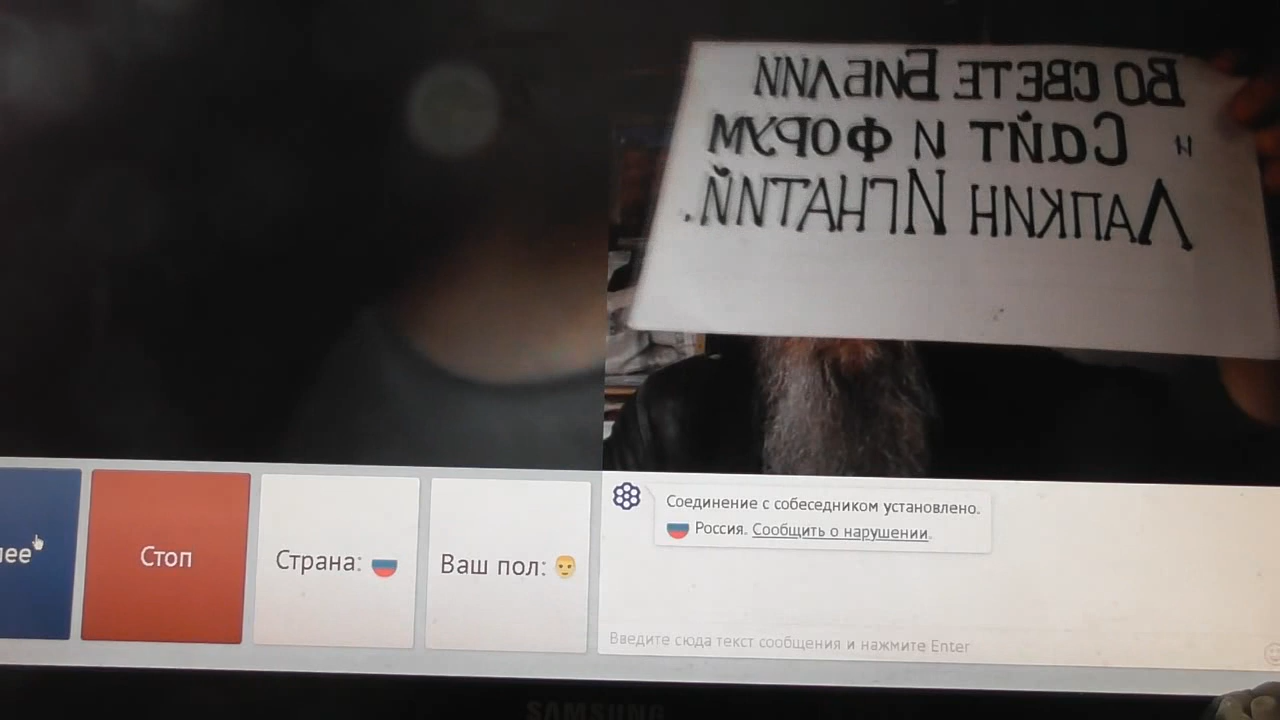 Во свете Библии
и Сайт и форум
Лапкин Игнатий.
Соединение с собеседником установлено.
Россия. Сообщить о нарушении.
лее
Стоп
Страна:
Ваш пол:
Введите сюда текст сообщения и нажмите Enter
SAMSUNG